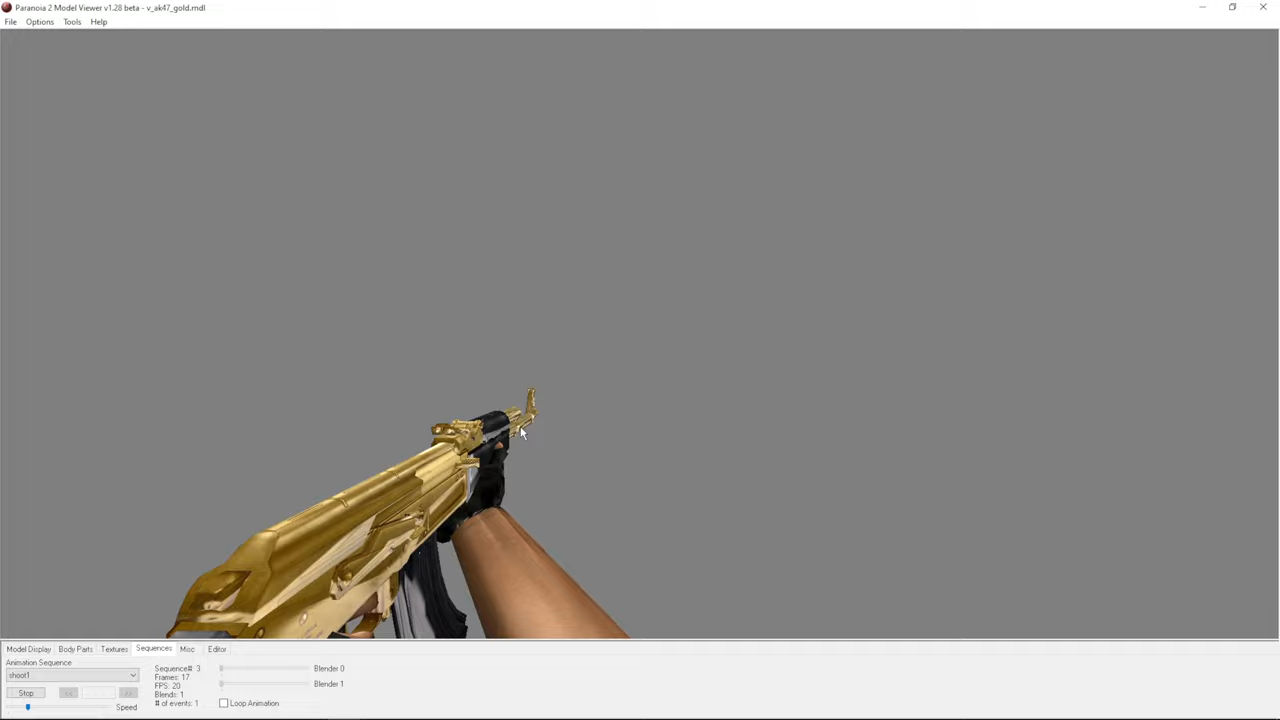 Paranoia 2 Model Viewer v1.28 beta - v_ak47_gold.mdl
File Options Tools Help
Model Display Body Parts Textures Sequences Misc Editor
Animation Sequence
shoot1
Stop << >>
Speed
Sequence#: 3
Frames: 17
FPS: 20
Blends: 1
# of events: 1
Blender 0
Blender 1
Loop Animation